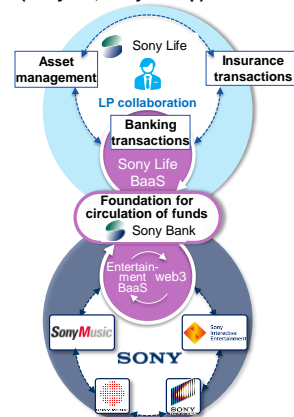 Sony Life
Asset
management
Insurance
transactions
LP collaboration
Banking
transactions
Sony Life
BaaS
Foundation for
circulation of funds
Sony Bank
Entertain-
ment
BaaS
web3
SonyMusic
Sony
Interactive
Entertainment
SONY
SONY